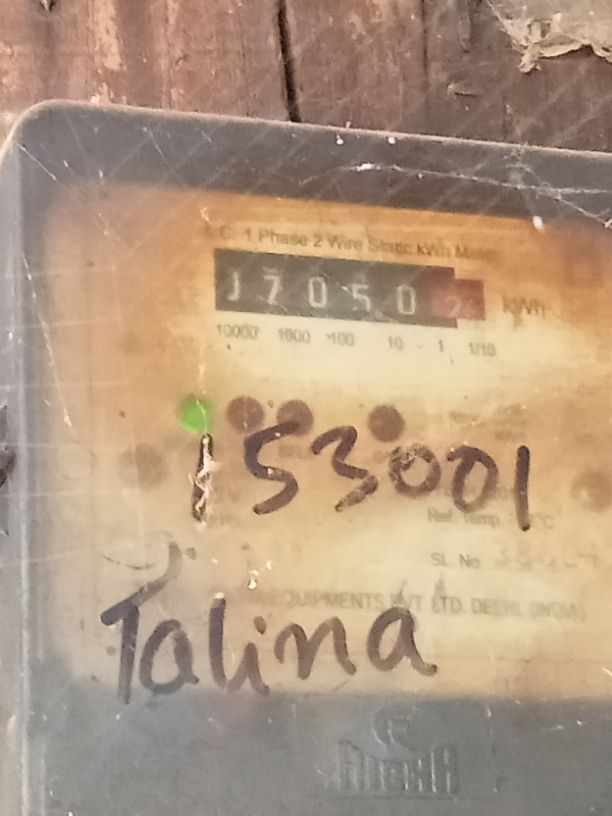 C. 1 Phase 2 Wire Static kWh Meter
7050 kWh
10000 1000 100 10 1 1/10
153001
Ref. Temp. °C
SL. No.
EQUIPMENTS PVT. LTD. DELHI. (INDIA)
Talina